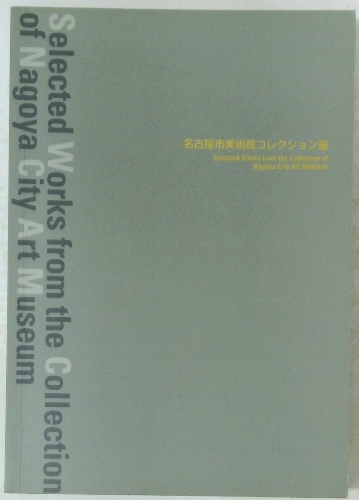 Selected Works from the Collection
of Nagoya City Art Museum
名古屋市美術館コレクション選
Selected Works from the Collection of
Nagoya City Art Museum